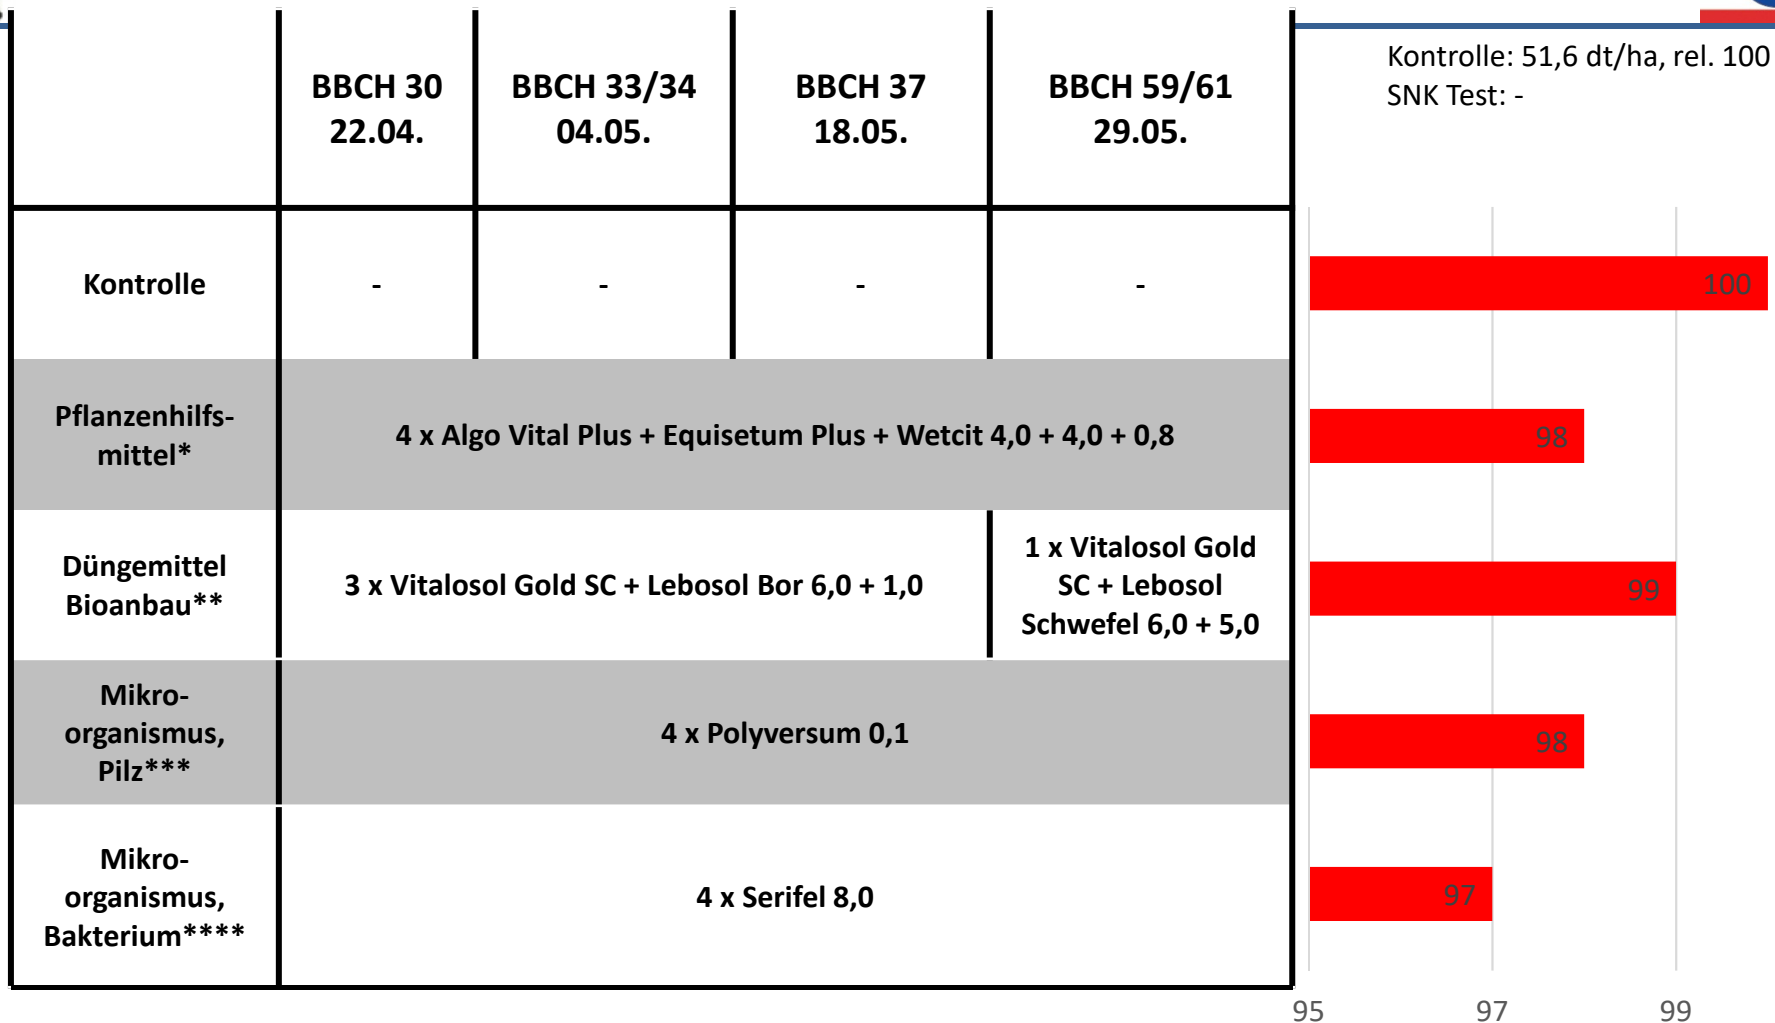 Kontrolle: 51,6 dt/ha, rel. 100
SNK Test: -
BBCH 30
22.04.
BBCH 33/34
04.05.
BBCH 37
18.05.
BBCH 59/61
29.05.
Kontrolle
-
-
-
-
100
Pflanzenhilfs-
mittel*
4 x Algo Vital Plus + Equisetum Plus + Wetcit 4,0 + 4,0 + 0,8
98
Düngemittel
Bioanbau**
3 x Vitalosol Gold SC + Lebosol Bor 6,0 + 1,0
1 x Vitalosol Gold
SC + Lebosol
Schwefel 6,0 + 5,0
99
Mikro-
organismus,
Pilz***
4 x Polyversum 0,1
98
Mikro-
organismus,
Bakterium****
4 x Serifel 8,0
97
95
97
99